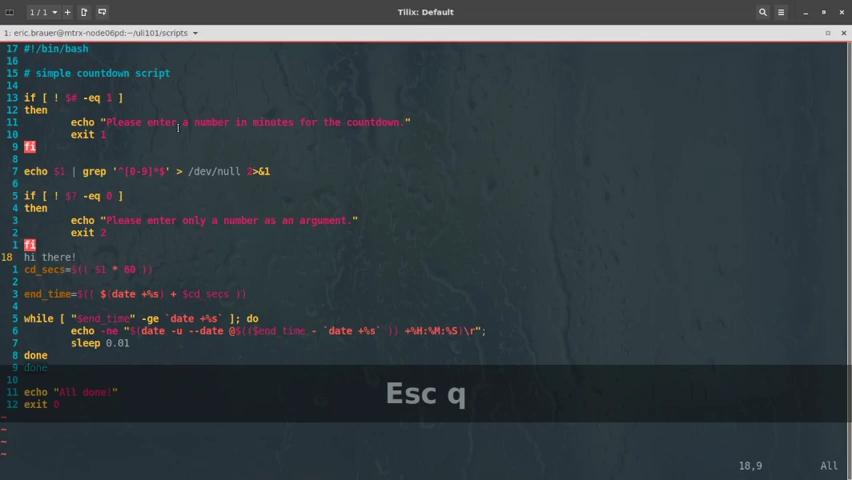 1 / 1
Tilix: Default
1: eric.brauer@mtrx-node06pd:~/uli101/scripts
17 #!/bin/bash
16
15 # simple countdown script
14
13 if [ ! $# -eq 1 ]
12 then
11 echo "Please enter a number in minutes for the countdown."
10 exit 1
9 fi
8
7 echo $1 | grep '^[0-9]*$' > /dev/null 2>&1
6
5 if [ ! $? -eq 0 ]
4 then
3 echo "Please enter only a number as an argument."
2 exit 2
1 fi
18 hi there!
1 cd_secs=$(( $1 * 60 ))
2
3 end_time=$(( $(date +%s) + $cd_secs ))
4
5 while [ "$end_time" -ge `date +%s` ]; do
6 echo -ne "$(date -u --date @$(($end_time - `date +%s` )) +%H:%M:%S)\r";
7 sleep 0.01
8 done
9 done
10
11 echo "All done!"
12 exit 0
~
~
~
~
Esc q
18,9 All